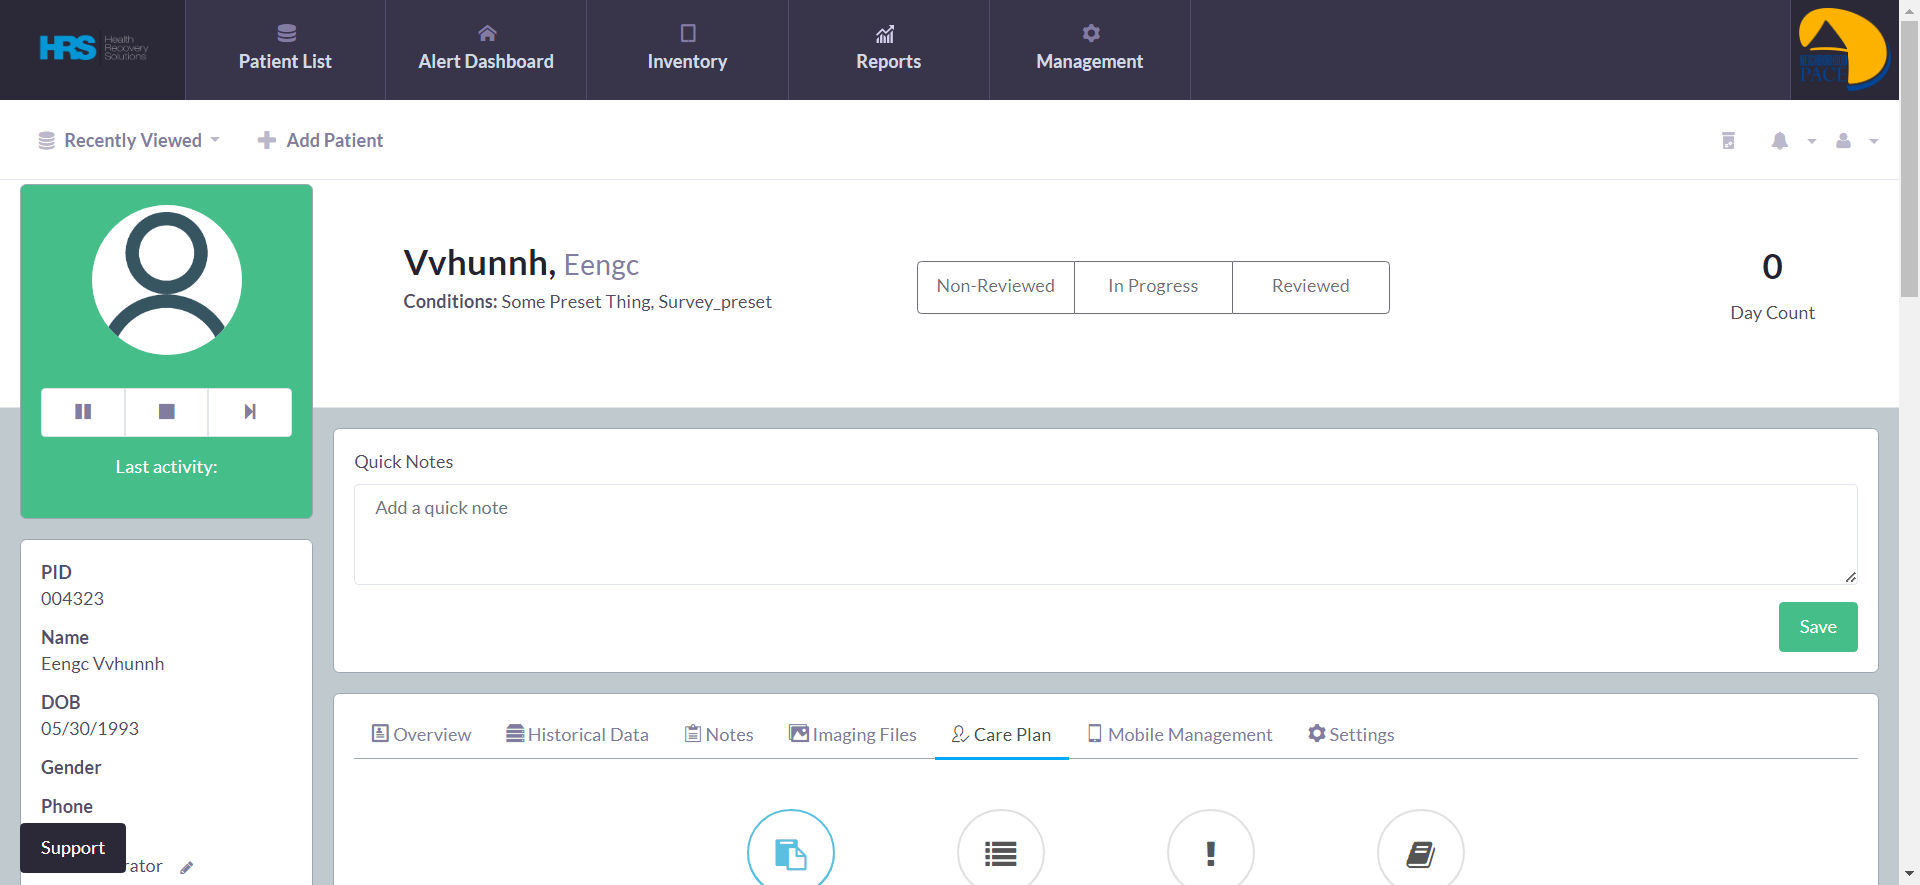 HRS Health Recovery Solutions
Patient List
Alert Dashboard
Inventory
Reports
Management
PACE
Recently Viewed
Add Patient
Vvhunnh, Eengc
Conditions: Some Preset Thing, Survey_preset
Non-Reviewed
In Progress
Reviewed
0
Day Count
Last activity:
Quick Notes
Add a quick note
Save
PID
004323
Name
Eengc Vvhunnh
DOB
05/30/1993
Gender
Phone
Support
rator
Overview
Historical Data
Notes
Imaging Files
Care Plan
Mobile Management
Settings